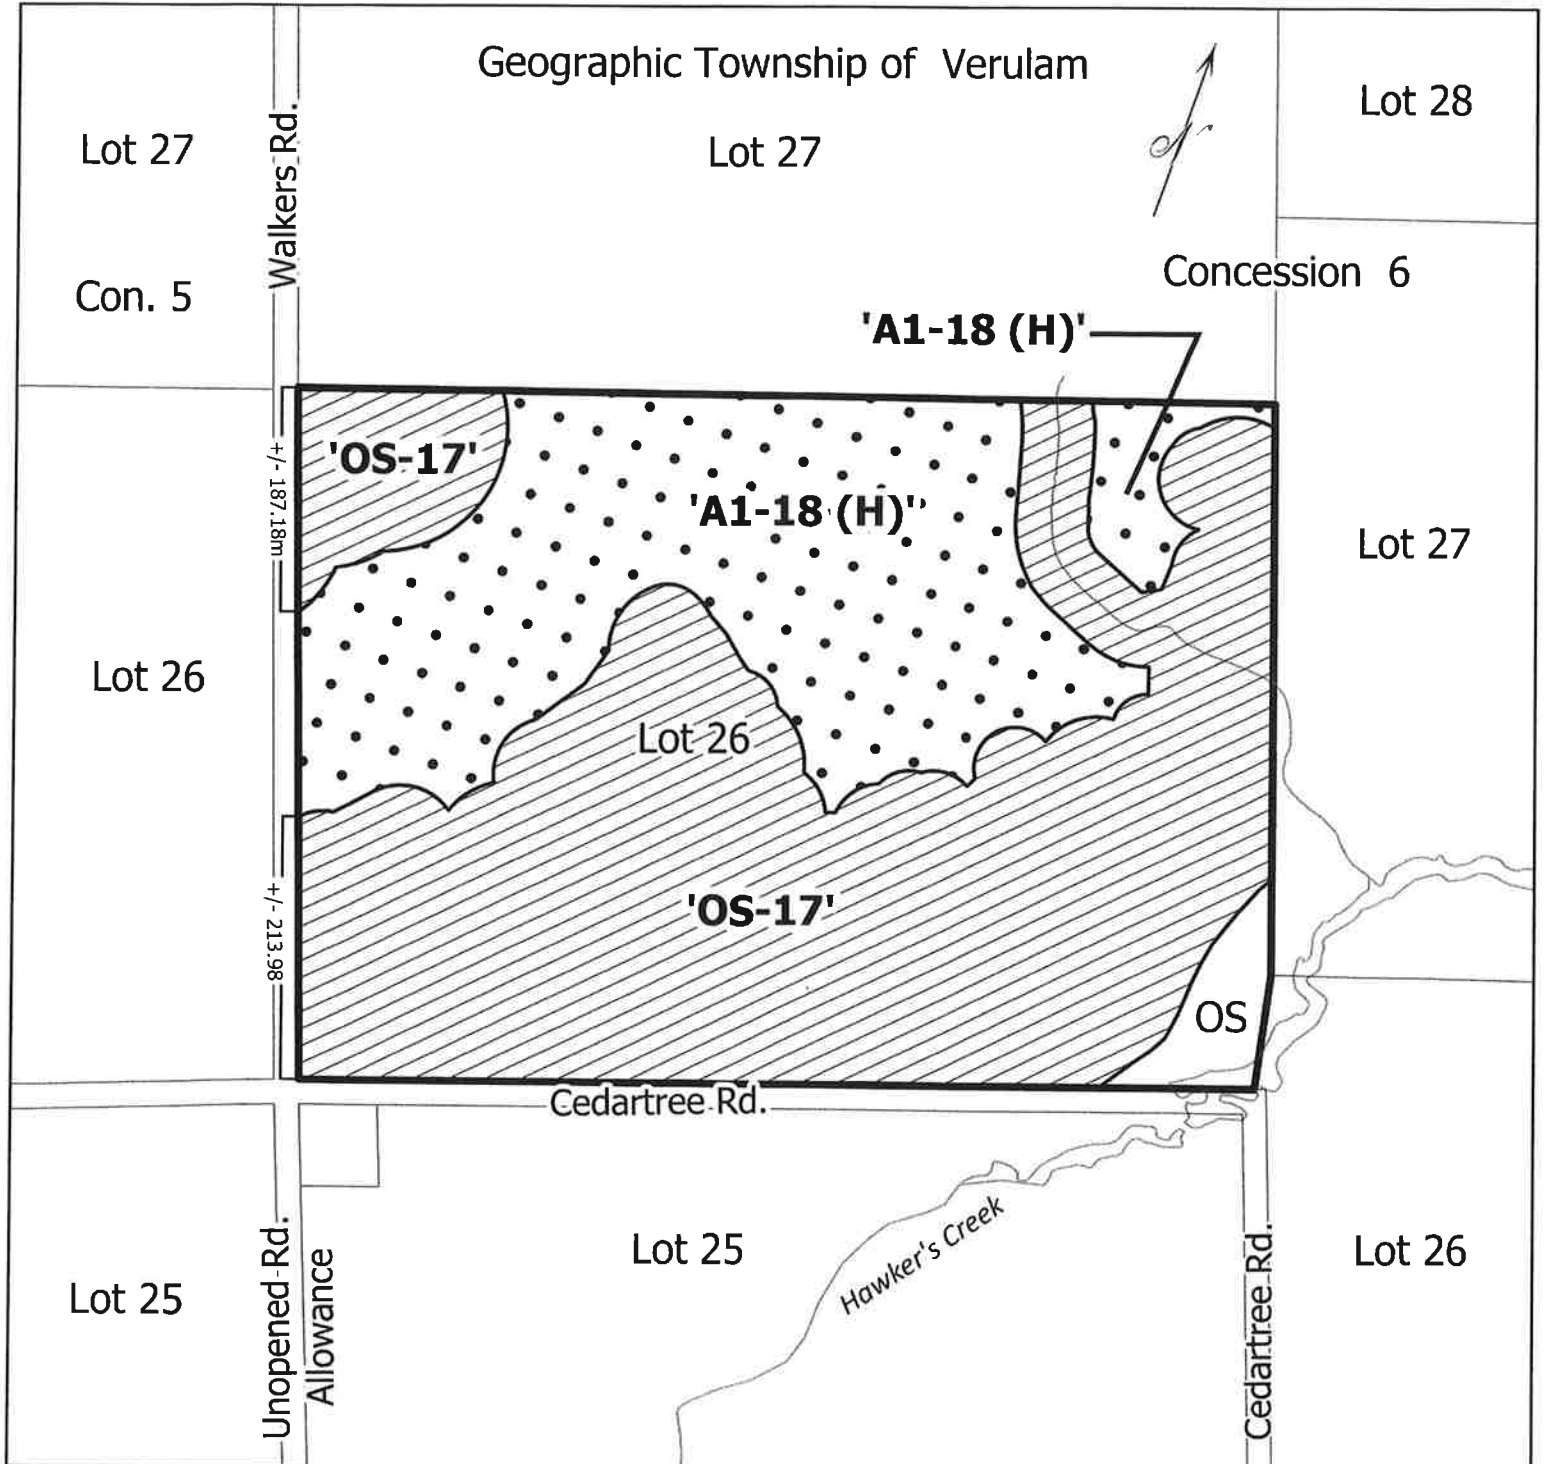 Geographic Township of Verulam
Lot 28
Lot 27
Walkers Rd.
Lot 27
Con. 5
Concession 6
'A1-18 (H)'
+/- 187.18m
'OS-17'
'A1-18 (H)'
Lot 27
Lot 26
Lot 26
+/- 213.98
'OS-17'
OS
Cedartree Rd.
Hawker's Creek
Unopened Rd.
Allowance
Lot 25
Lot 25
Cedartree Rd.
Lot 26